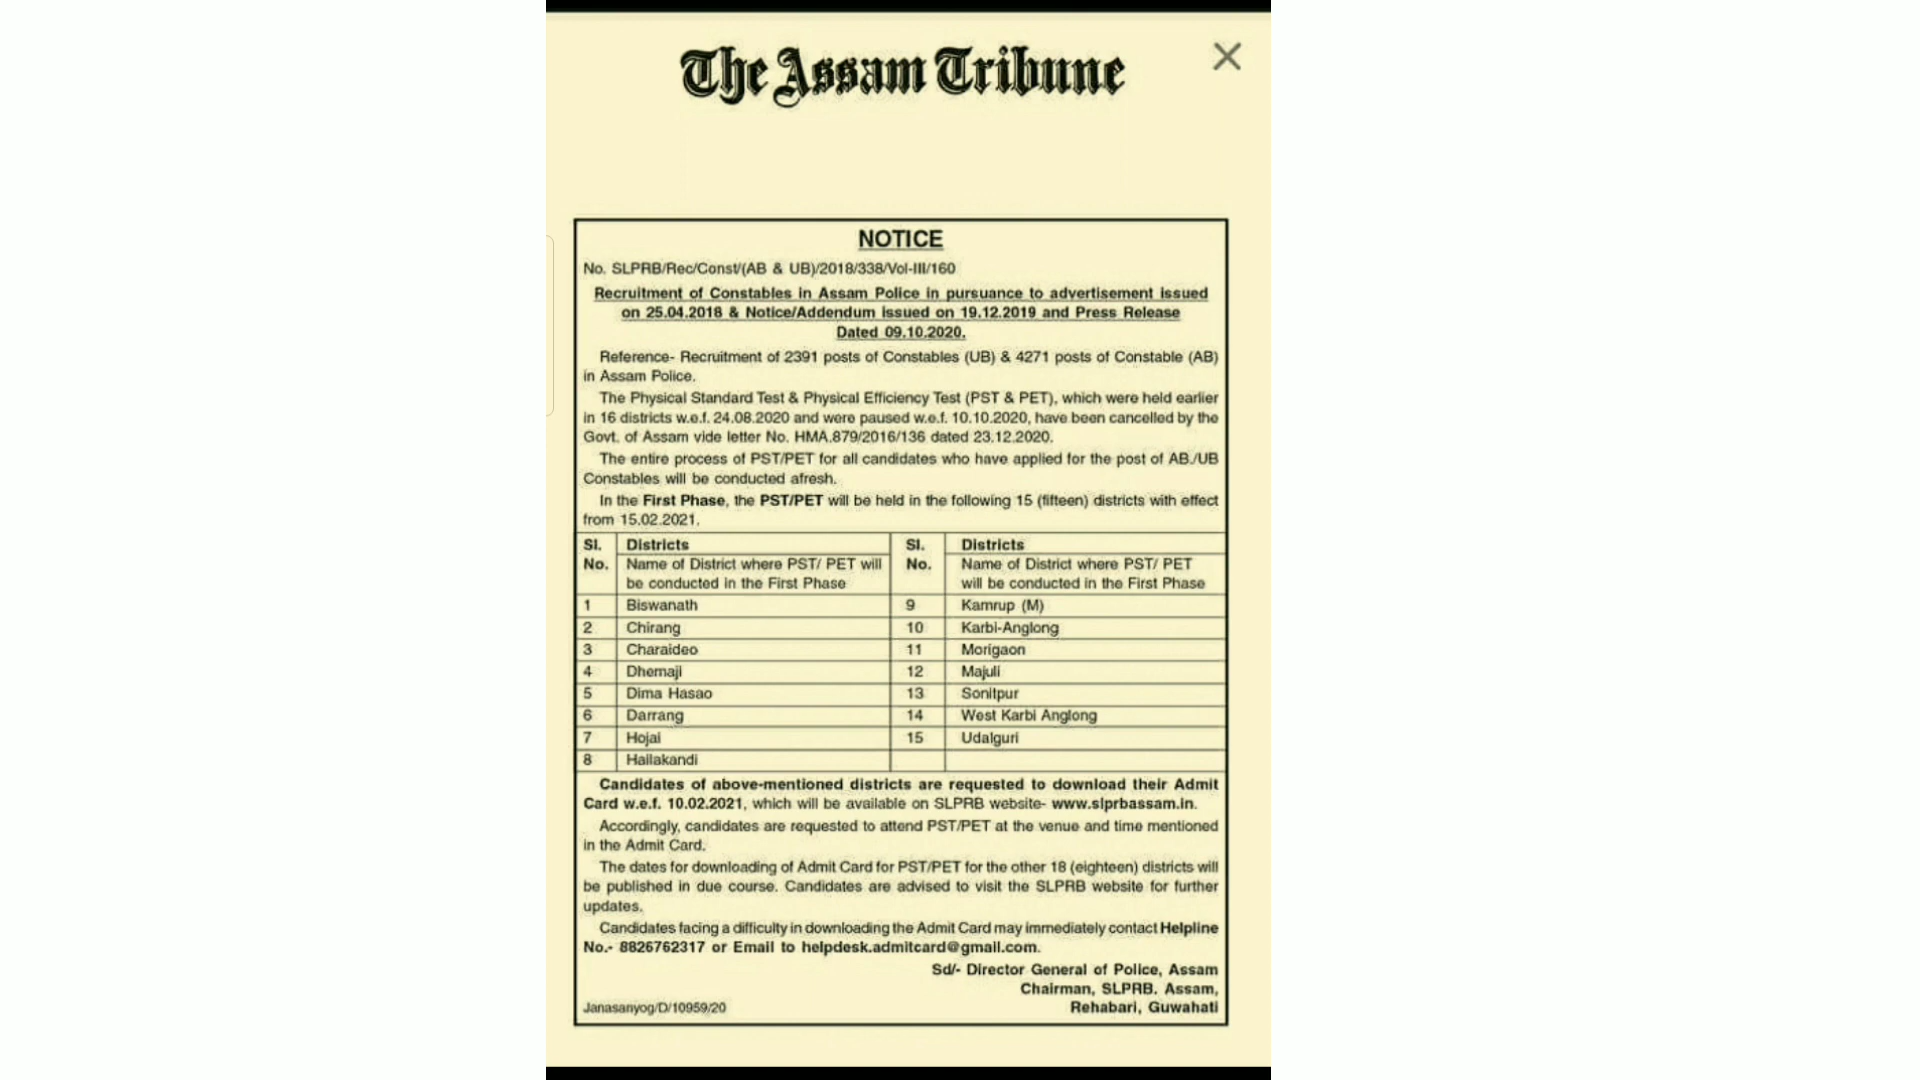 The Assam Tribune
NOTICE
No. SLPRB/Rec/Const/(AB & UB)/2018/338/Vol-III/160
Recruitment of Constables in Assam Police in pursuance to advertisement issued
on 25.04.2018 & Notice/Addendum issued on 19.12.2019 and Press Release
Dated 09.10.2020.
Reference- Recruitment of 2391 posts of Constables (UB) & 4271 posts of Constable (AB)
in Assam Police.
The Physical Standard Test & Physical Efficiency Test (PST & PET), which were held earlier
in 16 districts w.e.f. 24.08.2020 and were paused w.e.f. 10.10.2020, have been cancelled by the
Govt. of Assam vide letter No. HMA.879/2016/136 dated 23.12.2020.
The entire process of PST/PET for all candidates who have applied for the post of AB./UB
Constables will be conducted afresh.
In the First Phase, the PST/PET will be held in the following 15 (fifteen) districts with effect
from 15.02.2021.
Sl. Districts Sl. Districts
No. Name of District where PST/ PET will No. Name of District where PST/ PET
be conducted in the First Phase will be conducted in the First Phase
1 Biswanath 9 Kamrup (M)
2 Chirang 10 Karbi-Anglong
3 Charaideo 11 Morigaon
4 Dhemaji 12 Majuli
5 Dima Hasao 13 Sonitpur
6 Darrang 14 West Karbi Anglong
7 Hojai 15 Udalguri
8 Hailakandi
Candidates of above-mentioned districts are requested to download their Admit
Card w.e.f. 10.02.2021, which will be available on SLPRB website- www.slprbassam.in.
Accordingly, candidates are requested to attend PST/PET at the venue and time mentioned
in the Admit Card.
The dates for downloading of Admit Card for PST/PET for the other 18 (eighteen) districts will
be published in due course. Candidates are advised to visit the SLPRB website for further
updates.
Candidates facing a difficulty in downloading the Admit Card may immediately contact Helpline
No.- 8826762317 or Email to helpdesk.admitcard@gmail.com.
Sd/- Director General of Police, Assam
Chairman, SLPRB. Assam,
Janasanyog/D/10959/20 Rehabari, Guwahati